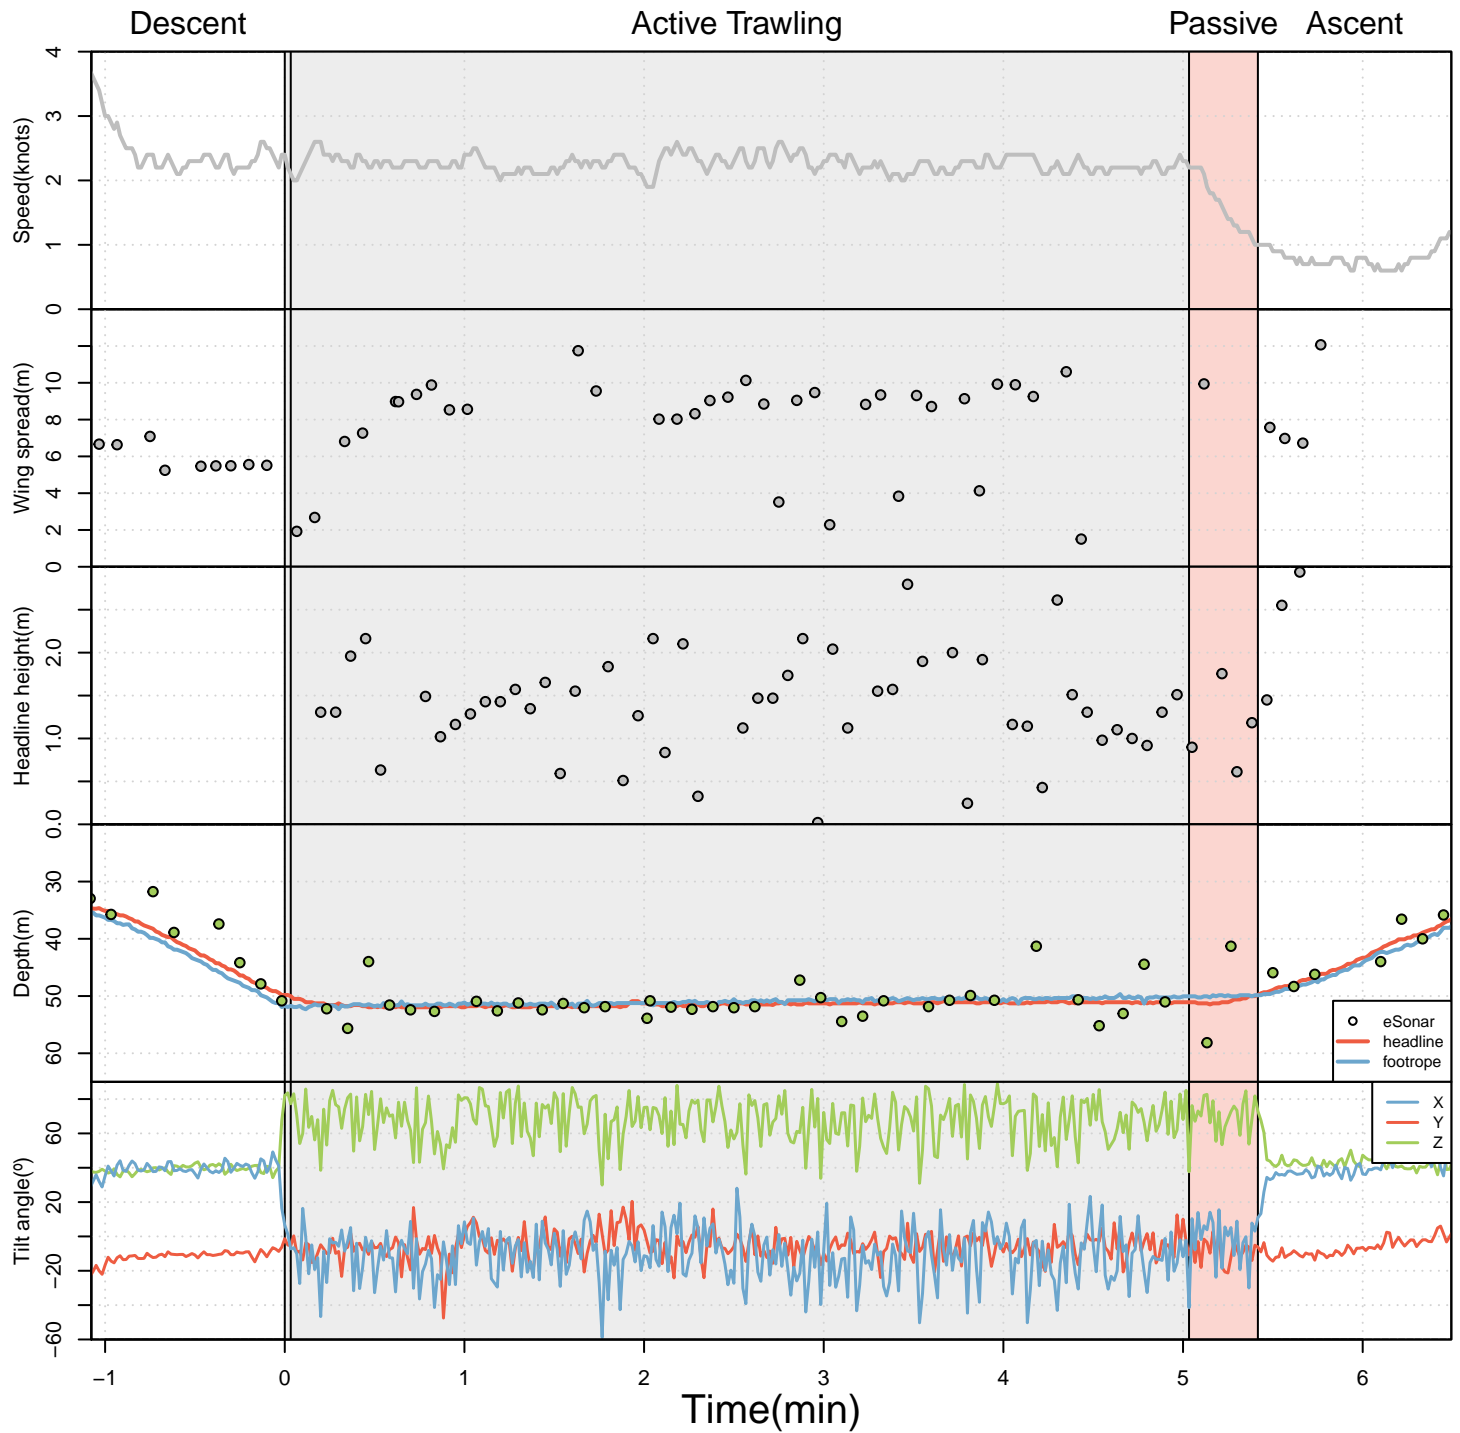 Descent Active Trawling Passive Ascent
Speed(knots)
4
3
2
1
0
Wing spread(m)
10
8
6
4
2
0
Headline height(m)
2.0
1.0
0.0
Depth(m)
30
40
50
60
eSonar
headline
footrope
Tilt angle(º)
60
20
−20
−60
X
Y
Z
−1 0 1 2 3 4 5 6
Time(min)